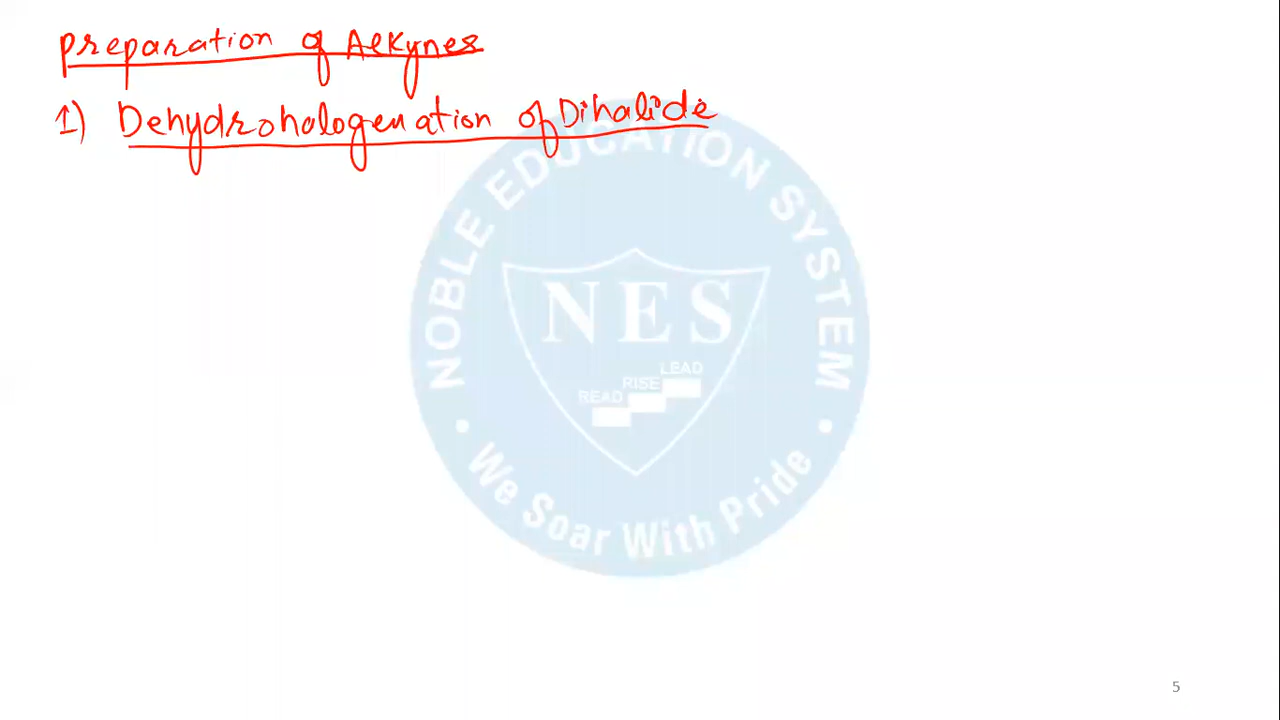 preparation of Alkynes
1) Dehydrohalogenation of Dihalide
NOBLE EDUCATION SYSTEM
NES
LEAD
RISE
READ
• We Soar With Pride •
5